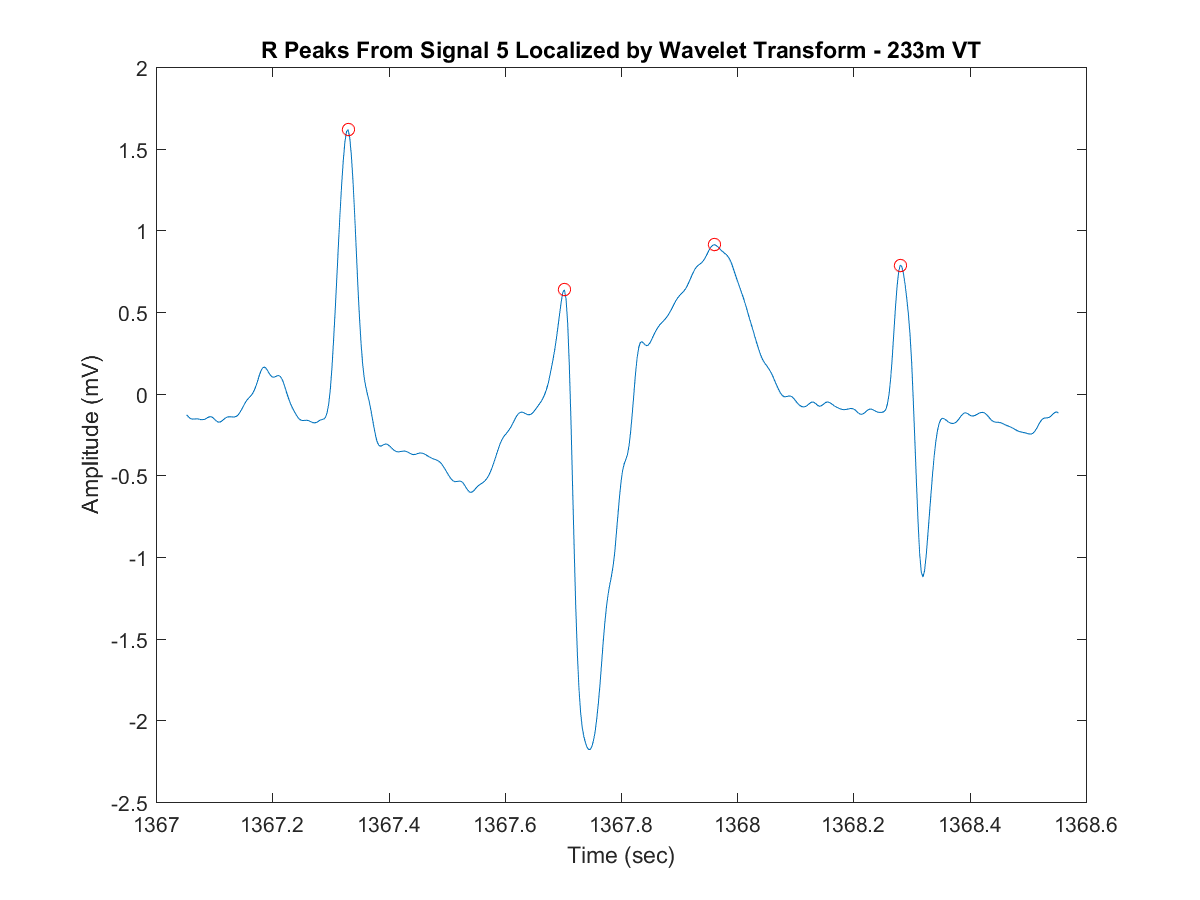 R Peaks From Signal 5 Localized by Wavelet Transform - 233m VT
2
1.5
1
0.5
0
-0.5
-1
-1.5
-2
-2.5
Amplitude (mV)
1367 1367.2 1367.4 1367.6 1367.8 1368 1368.2 1368.4 1368.6
Time (sec)